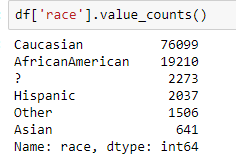 df['race'].value_counts()
Caucasian 76099
AfricanAmerican 19210
? 2273
Hispanic 2037
Other 1506
Asian 641
Name: race, dtype: int64